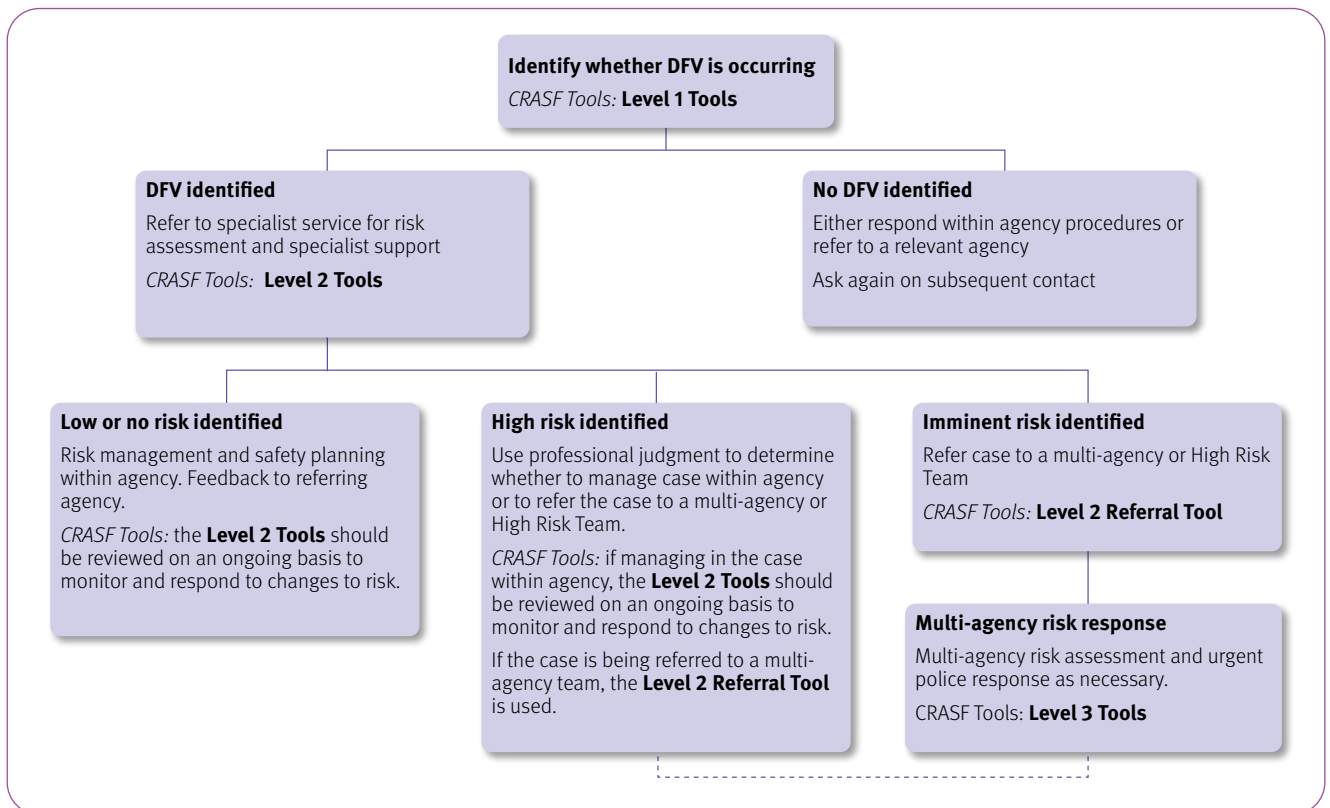 Identify whether DFV is occurring
CRASF Tools: Level 1 Tools
DFV identified
Refer to specialist service for risk
assessment and specialist support
CRASF Tools: Level 2 Tools
No DFV identified
Either respond within agency procedures or
refer to a relevant agency
Ask again on subsequent contact
Low or no risk identified
Risk management and safety planning
within agency. Feedback to referring
agency.
CRASF Tools: the Level 2 Tools should
be reviewed on an ongoing basis to
monitor and respond to changes to risk.
High risk identified
Use professional judgment to determine
whether to manage case within agency
or to refer the case to a multi-agency or
High Risk Team.
CRASF Tools: if managing in the case
within agency, the Level 2 Tools should
be reviewed on an ongoing basis to
monitor and respond to changes to risk.
If the case is being referred to a multi-
agency team, the Level 2 Referral Tool
is used.
Imminent risk identified
Refer case to a multi-agency or High Risk
Team
CRASF Tools: Level 2 Referral Tool
Multi-agency risk response
Multi-agency risk assessment and urgent
police response as necessary.
CRASF Tools: Level 3 Tools